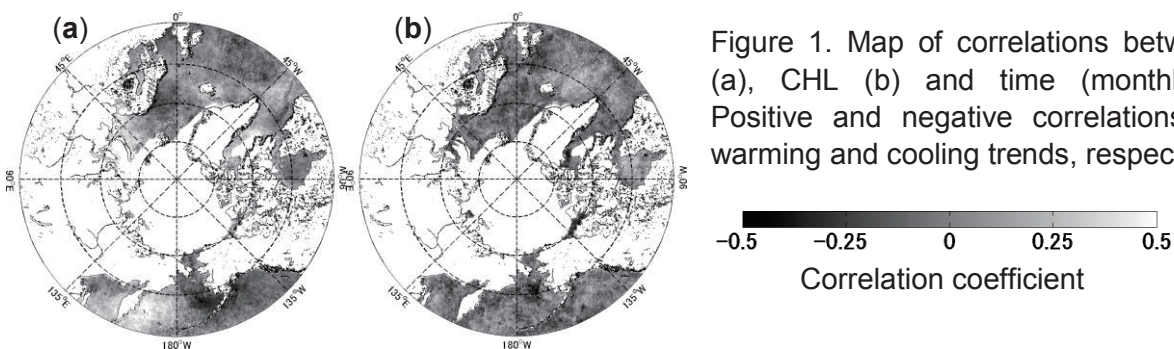 (a)
0°
45°W
90°W
135°W
180°W
135°E
90°E
45°E
(b)
0°
45°W
90°W
135°W
180°W
135°E
90°E
45°E
Figure 1. Map of correlations betw
(a), CHL (b) and time (monthl
Positive and negative correlations
warming and cooling trends, respec
-0.5 -0.25 0 0.25 0.5
Correlation coefficient